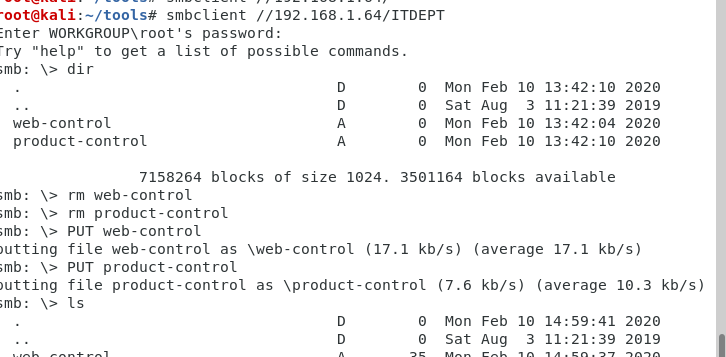 root@kali:~/tools# smbclient //192.168.1.64/ITDEPT
Enter WORKGROUP\root's password:
Try "help" to get a list of possible commands.
smb: \> dir
. D 0 Mon Feb 10 13:42:10 2020
.. D 0 Sat Aug 3 11:21:39 2019
web-control A 0 Mon Feb 10 13:42:04 2020
product-control A 0 Mon Feb 10 13:42:10 2020
7158264 blocks of size 1024. 3501164 blocks available
smb: \> rm web-control
smb: \> rm product-control
smb: \> PUT web-control
putting file web-control as \web-control (17.1 kb/s) (average 17.1 kb/s)
smb: \> PUT product-control
putting file product-control as \product-control (7.6 kb/s) (average 10.3 kb/s)
smb: \> ls
. D 0 Mon Feb 10 14:59:41 2020
.. D 0 Sat Aug 3 11:21:39 2019
web-control A 35 Mon Feb 10 14:59:37 2020